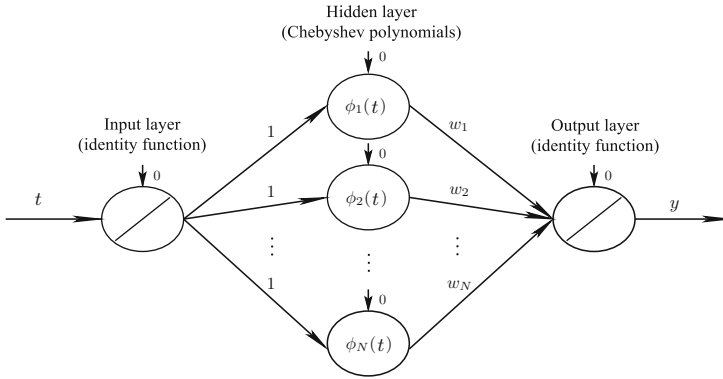 Hidden layer
(Chebyshev polynomials)
0
ϕ₁(t)
Input layer
(identity function)
1
w₁
Output layer
(identity function)
0
0
0
t
1
ϕ₂(t)
w₂
y
⋮
⋮
⋮
1
0
w_N
ϕ_N(t)